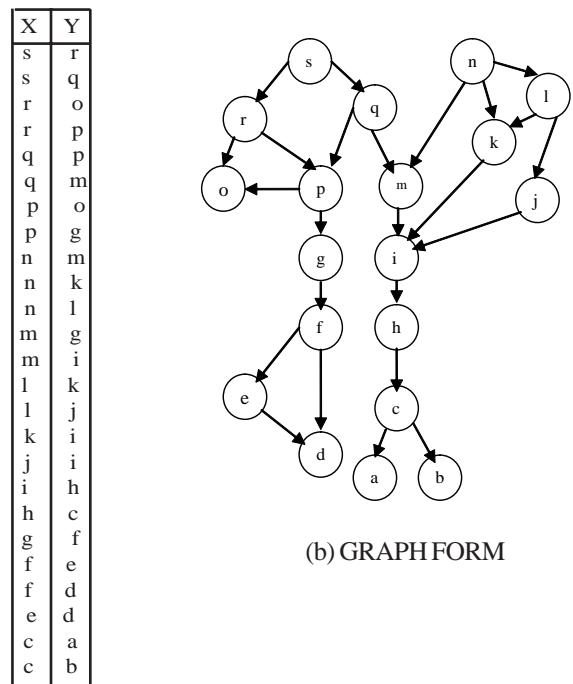 X Y
s r
s q
r o
r p
q p
q m
p o
p g
n m
n k
n l
m g
m i
l k
l j
k i
j i
i h
h c
g f
f e
f d
e d
c a
c b
s
n
l
q
r
k
o
p
m
j
g
i
f
h
e
c
d
a
b
(b) GRAPH FORM